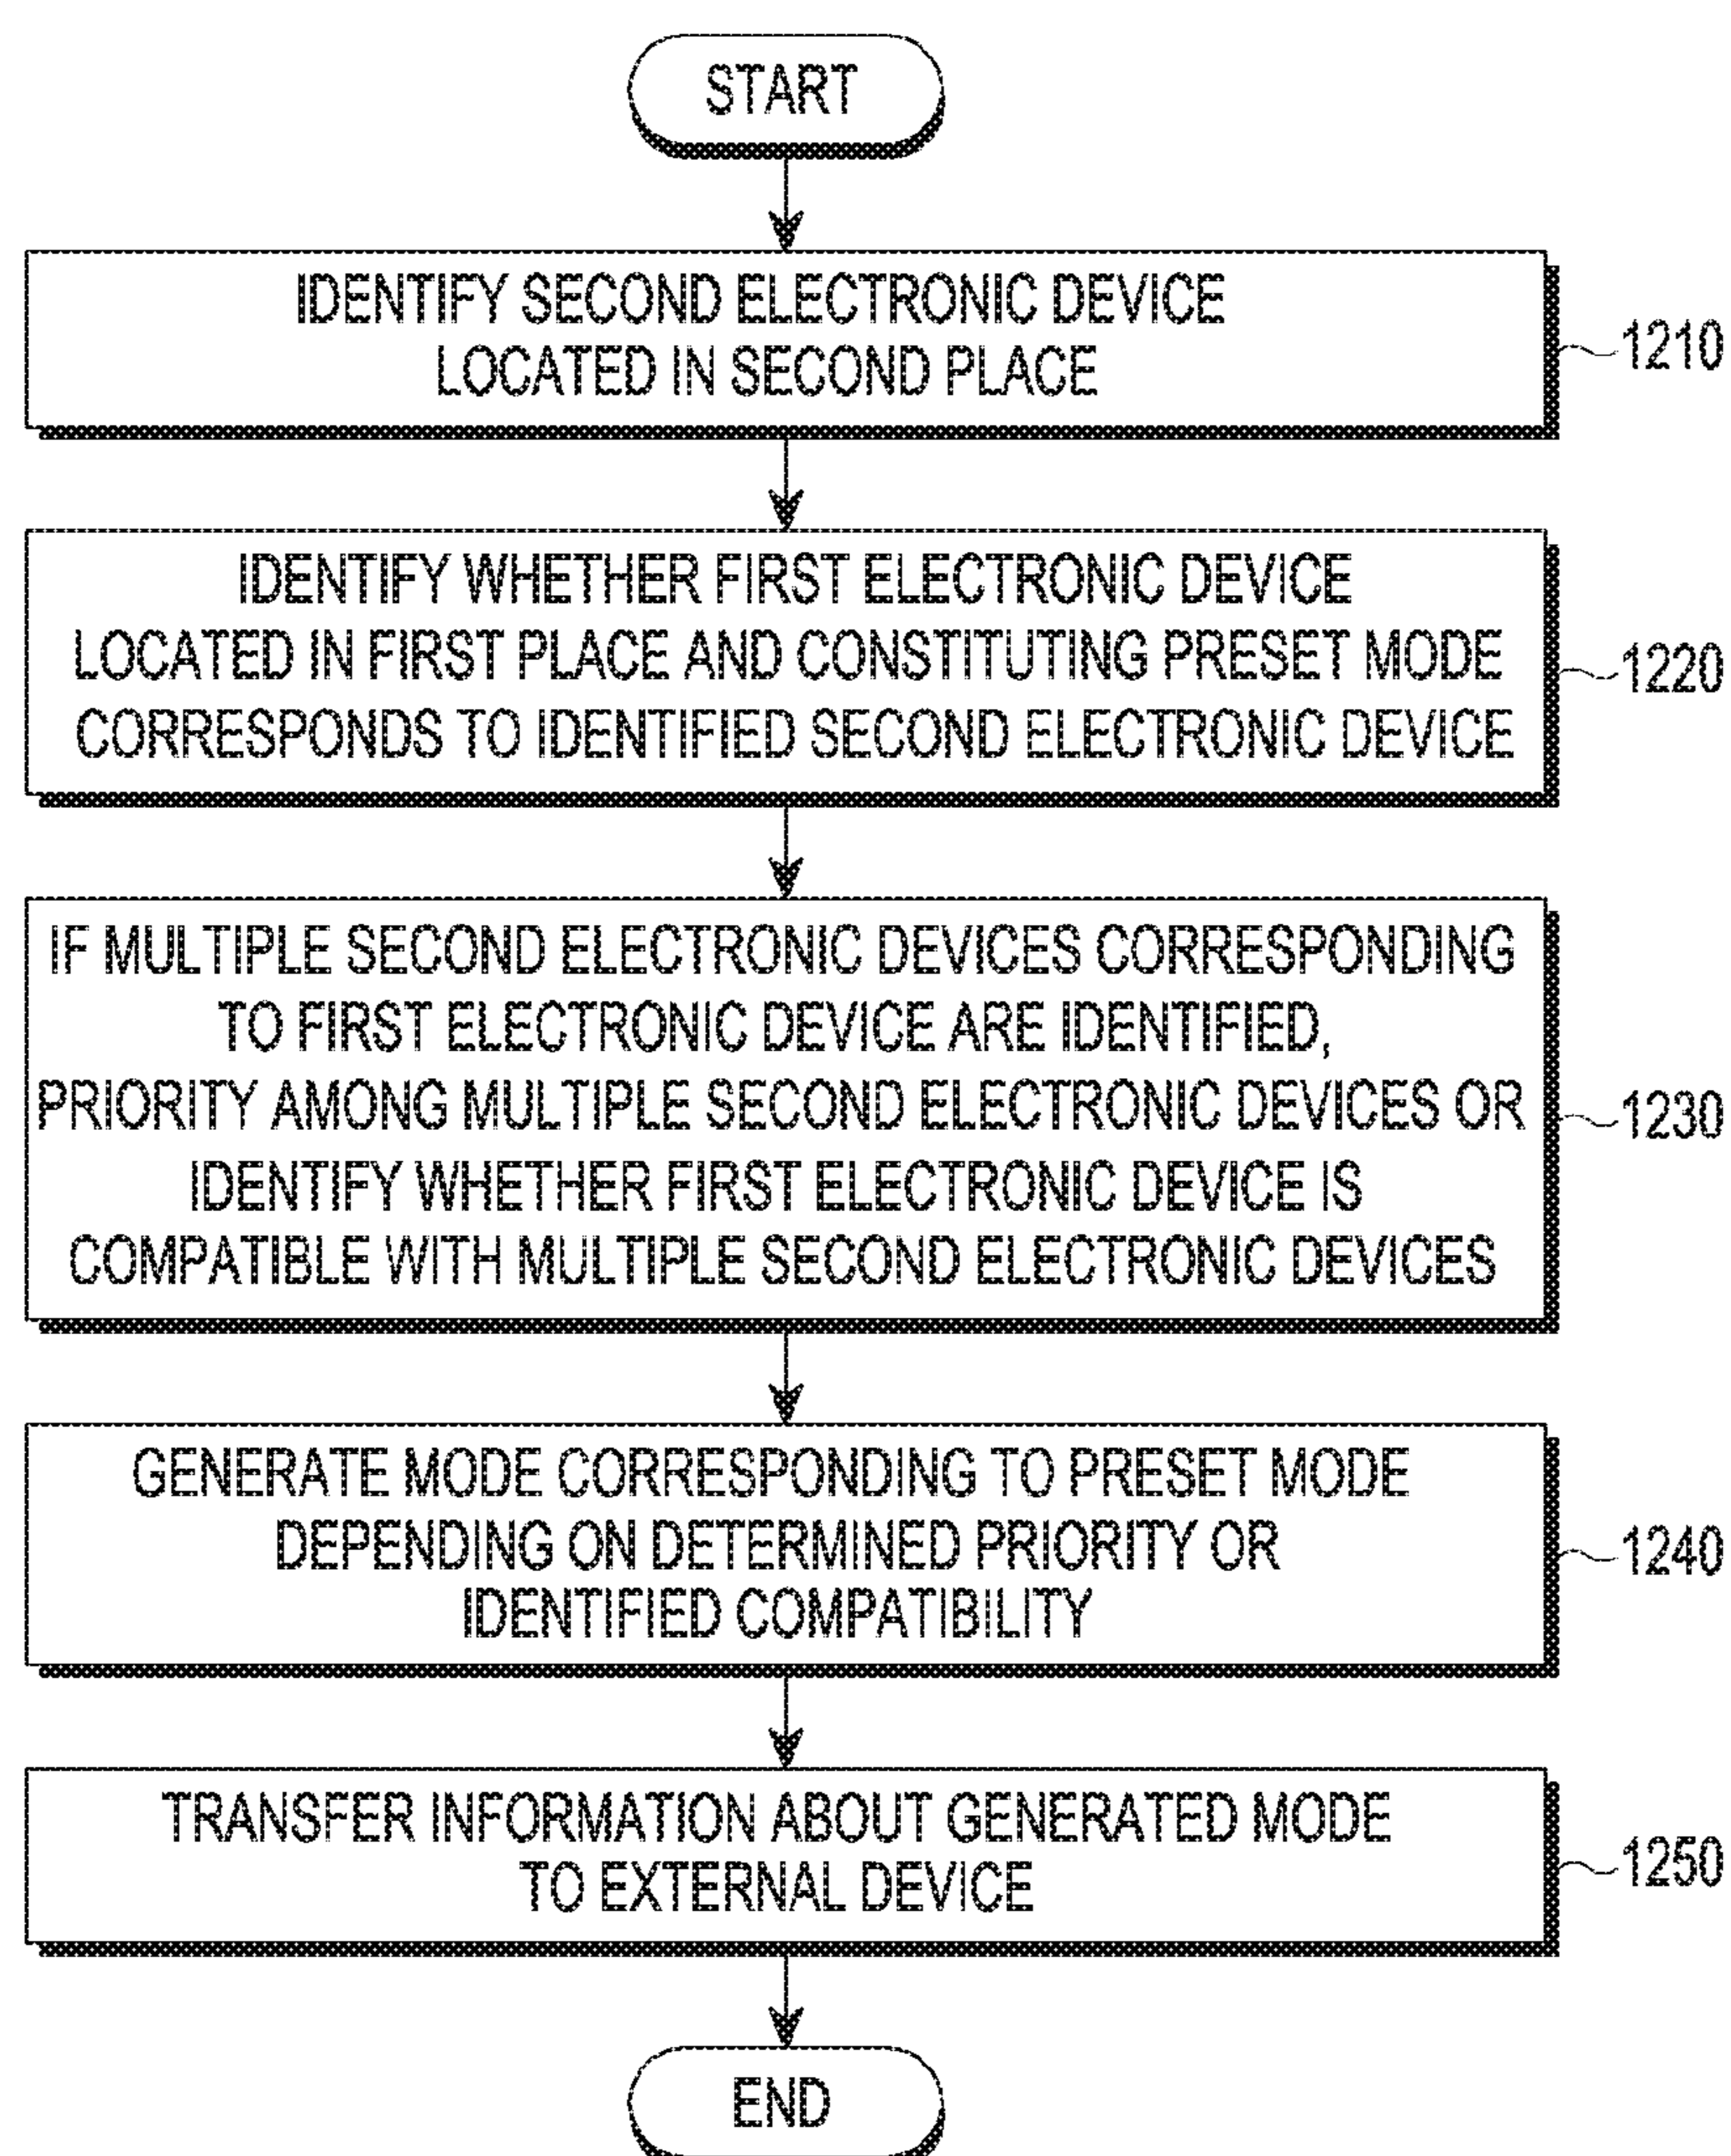 START
IDENTIFY SECOND ELECTRONIC DEVICE
LOCATED IN SECOND PLACE
1210
IDENTIFY WHETHER FIRST ELECTRONIC DEVICE
LOCATED IN FIRST PLACE AND CONSTITUTING PRESET MODE
CORRESPONDS TO IDENTIFIED SECOND ELECTRONIC DEVICE
1220
IF MULTIPLE SECOND ELECTRONIC DEVICES CORRESPONDING
TO FIRST ELECTRONIC DEVICE ARE IDENTIFIED,
PRIORITY AMONG MULTIPLE SECOND ELECTRONIC DEVICES OR
IDENTIFY WHETHER FIRST ELECTRONIC DEVICE IS
COMPATIBLE WITH MULTIPLE SECOND ELECTRONIC DEVICES
1230
GENERATE MODE CORRESPONDING TO PRESET MODE
DEPENDING ON DETERMINED PRIORITY OR
IDENTIFIED COMPATIBILITY
1240
TRANSFER INFORMATION ABOUT GENERATED MODE
TO EXTERNAL DEVICE
1250
END